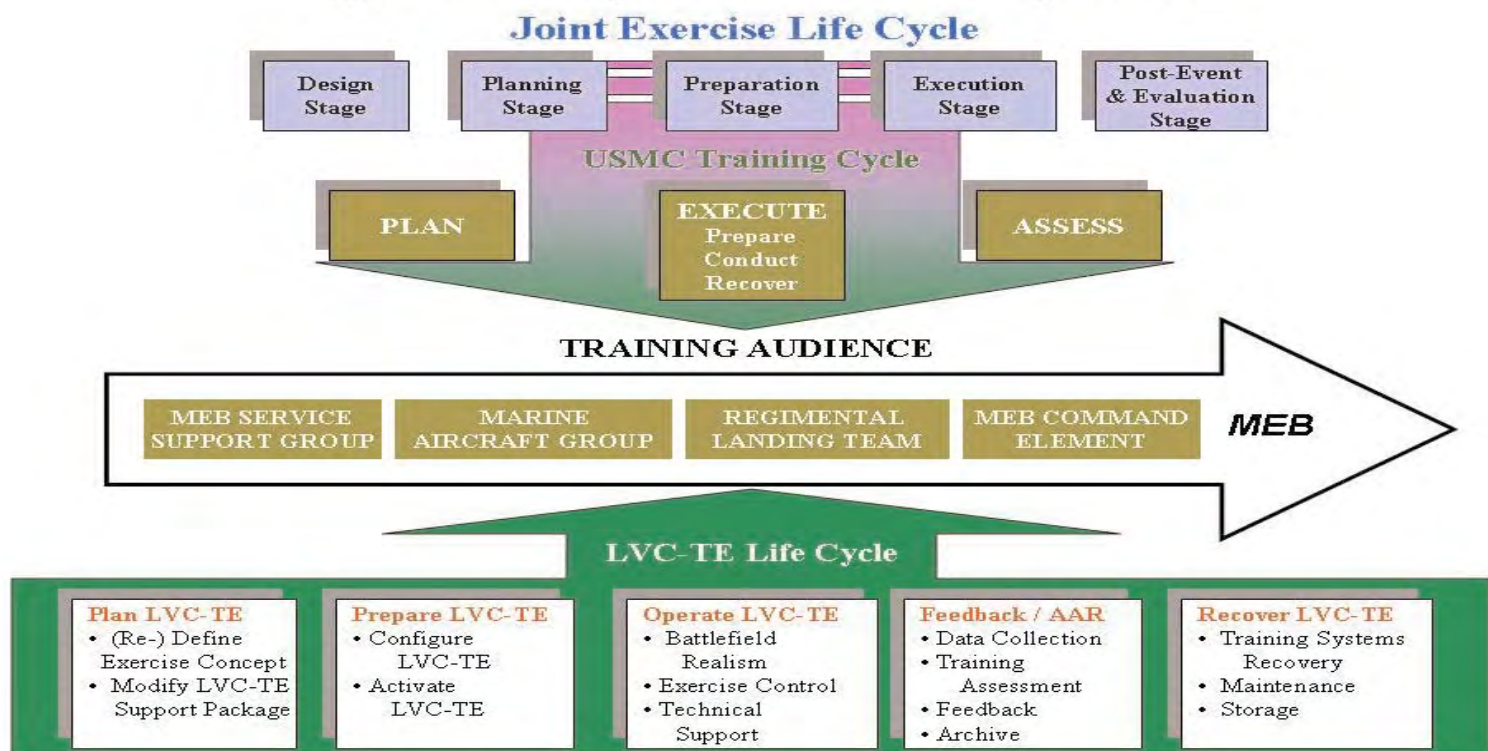 Joint Exercise Life Cycle
Design
Stage
Planning
Stage
Preparation
Stage
Execution
Stage
Post-Event
& Evaluation
Stage
USMC Training Cycle
PLAN
EXECUTE
Prepare
Conduct
Recover
ASSESS
TRAINING AUDIENCE
MEB SERVICE
SUPPORT GROUP
MARINE
AIRCRAFT GROUP
REGIMENTAL
LANDING TEAM
MEB COMMAND
ELEMENT
MEB
LVC-TE Life Cycle
Plan LVC-TE
• (Re-) Define
Exercise Concept
• Modify LVC-TE
Support Package
Prepare LVC-TE
• Configure
LVC-TE
• Activate
LVC-TE
Operate LVC-TE
• Battlefield
Realism
• Exercise Control
• Technical
Support
Feedback / AAR
• Data Collection
• Training
Assessment
• Feedback
• Archive
Recover LVC-TE
• Training Systems
Recovery
• Maintenance
• Storage